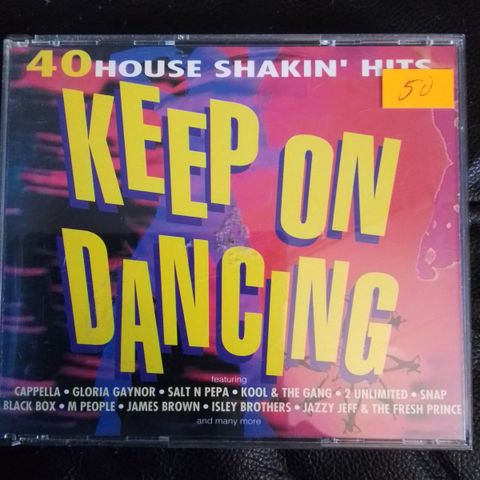 40 HOUSE SHAKIN' HITS
50
KEEP ON
DANCING
featuring
CAPPELLA • GLORIA GAYNOR • SALT N PEPA • KOOL & THE GANG • 2 UNLIMITED • SNAP
BLACK BOX • M PEOPLE • JAMES BROWN • ISLEY BROTHERS • JAZZY JEFF & THE FRESH PRINCE
and many more